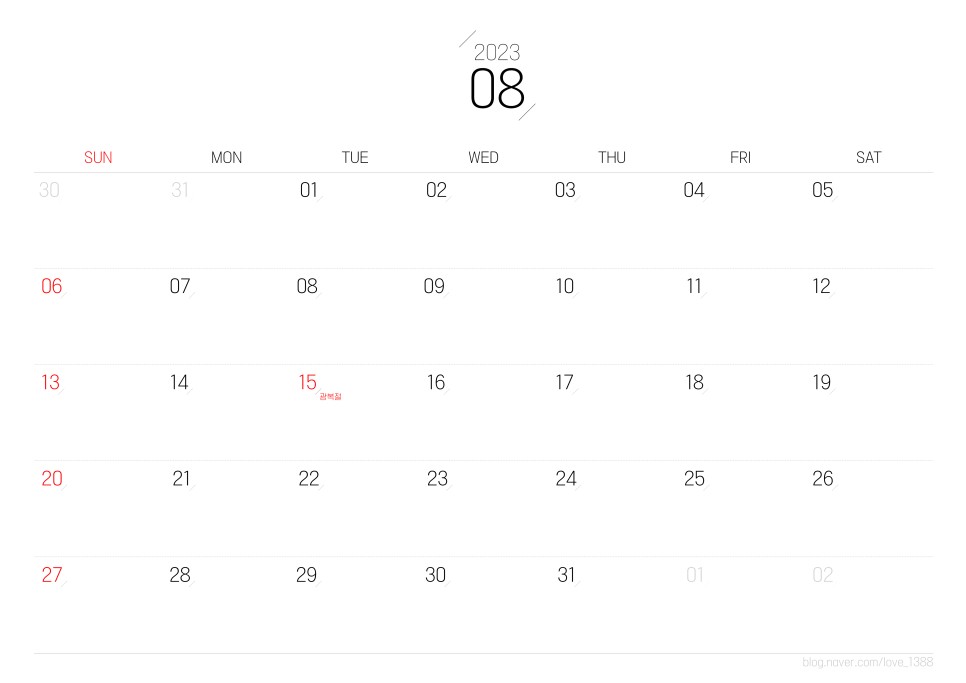 2023
08
SUN MON TUE WED THU FRI SAT
30 31 01 02 03 04 05
06 07 08 09 10 11 12
13 14 15 16 17 18 19
광복절
20 21 22 23 24 25 26
27 28 29 30 31 01 02
blog.naver.com/love_1388